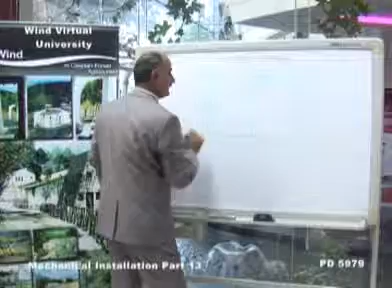 Wind Virtual
University
Wind
Mechanical Installation Part 13
PD 5979